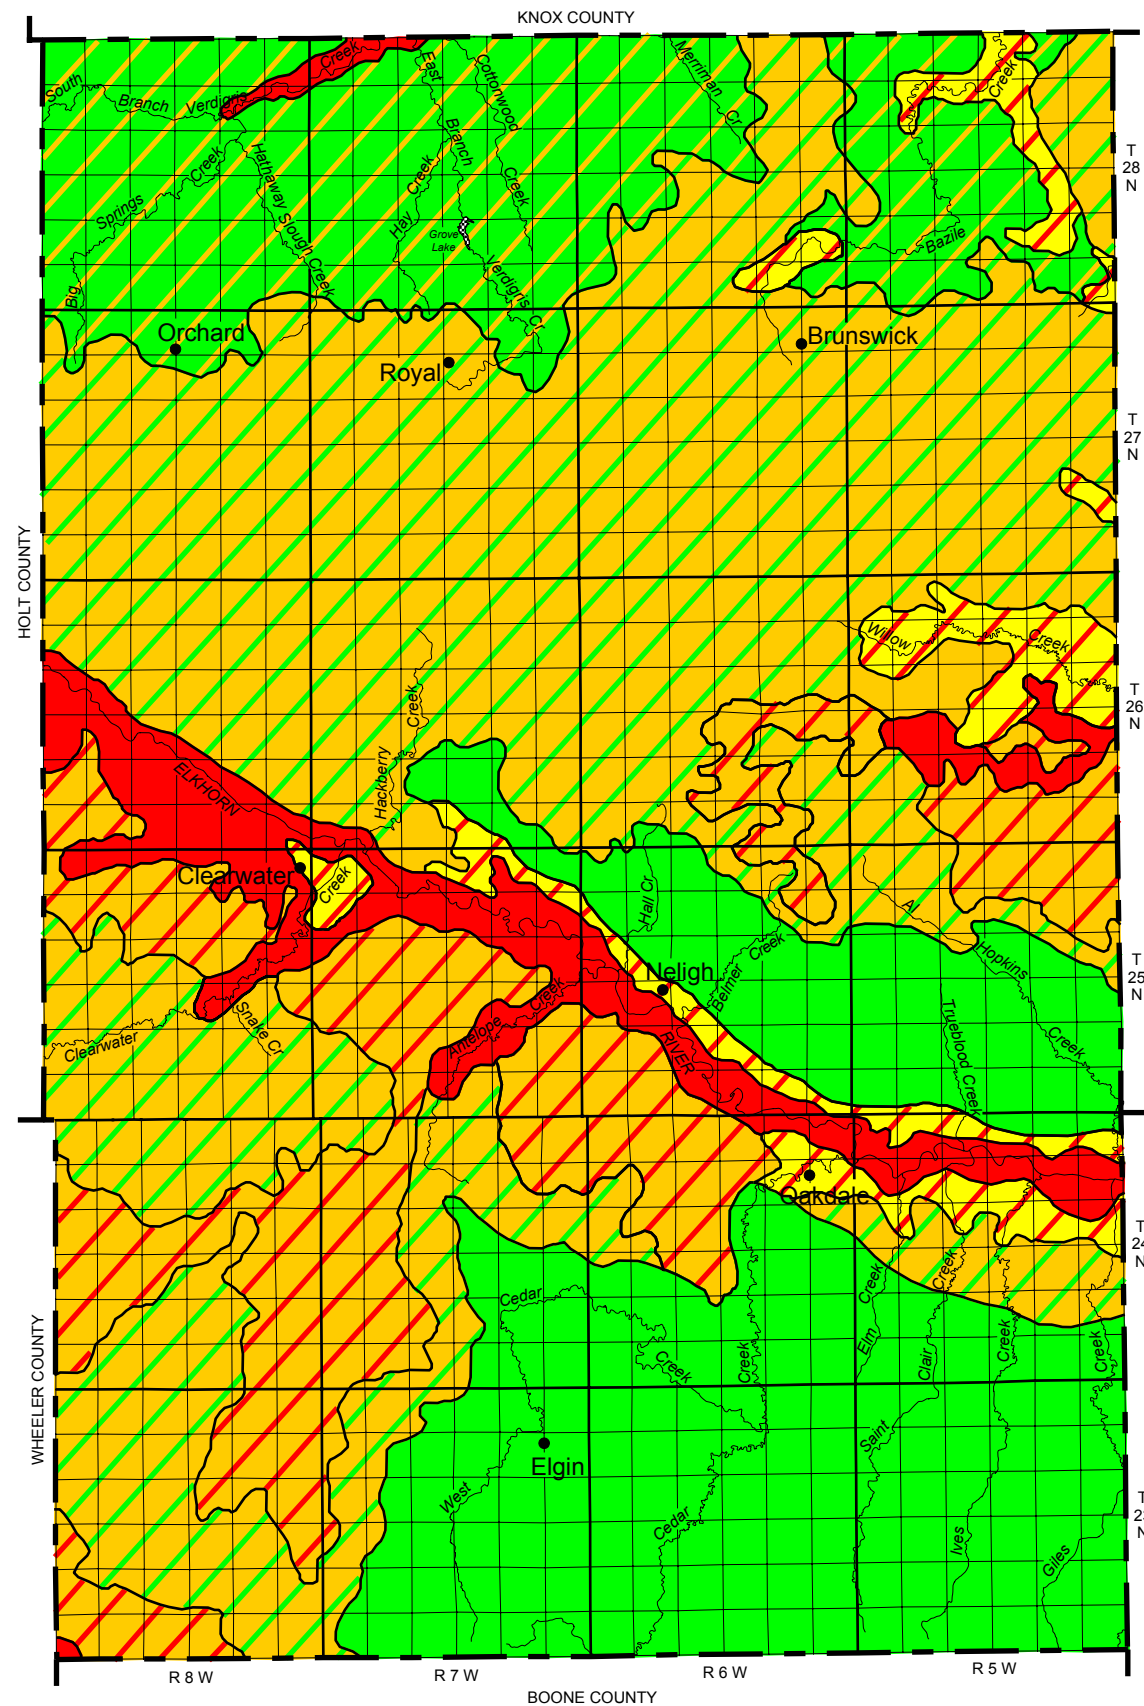 KNOX COUNTY
South
Branch
Verdigris
Creek
East
Branch
Verdigris Cr
Cottonwood
Creek
Merriman
Cr
Creek
T
28
N
Creek
Springs
Big
Hathaway Slough Creek
Creek
Hay
Grove
Lake
Bazile
Orchard
Royal
Brunswick
T
27
N
HOLT COUNTY
Willow
Creek
T
26
N
Creek
Hackberry
ELKHORN
Clearwater
Creek
Hall Cr
Al
Hopkins
Creek
T
25
N
Neligh
Belmer
Creek
Antelope
Creek
Snake Cr
Clearwater
RIVER
Trueblood Creek
Oakdale
T
24
N
Cedar
Creek
Creek
Creek
Elm
Creek
Clair
Creek
Creek
WHEELER COUNTY
Elgin
West
Cedar
Saint
Ives
Giles
T
N
R 8 W
R 7 W
R 6 W
R 5 W
BOONE COUNTY